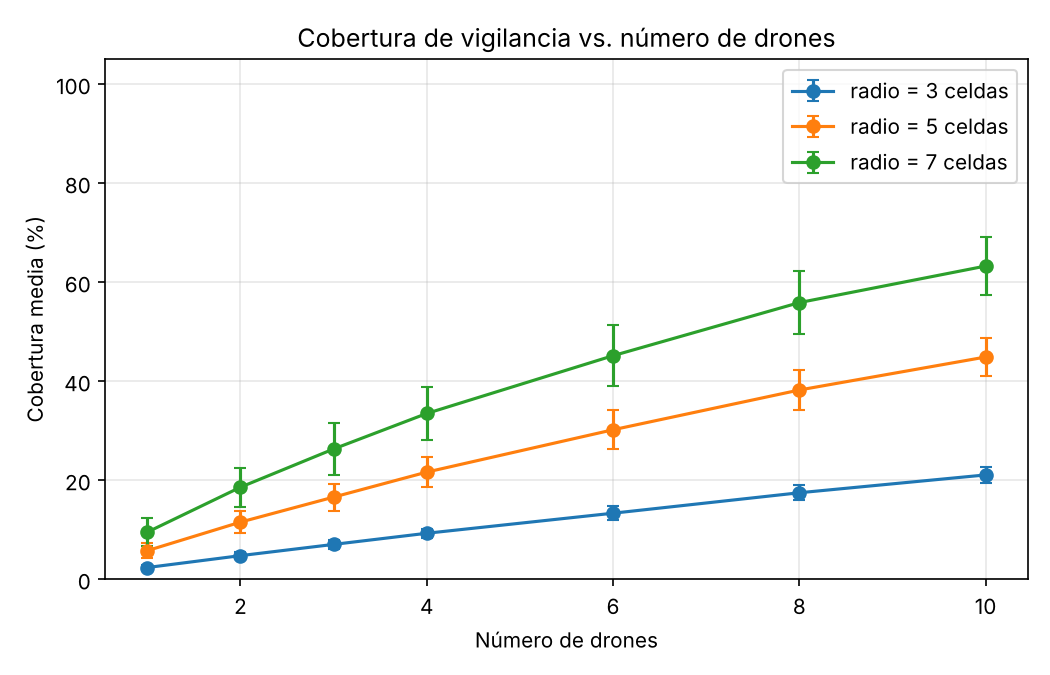 Cobertura de vigilancia vs. número de drones
radio = 3 celdas
radio = 5 celdas
radio = 7 celdas
Cobertura media (%)
100
80
60
40
20
0
2
4
6
8
10
Número de drones